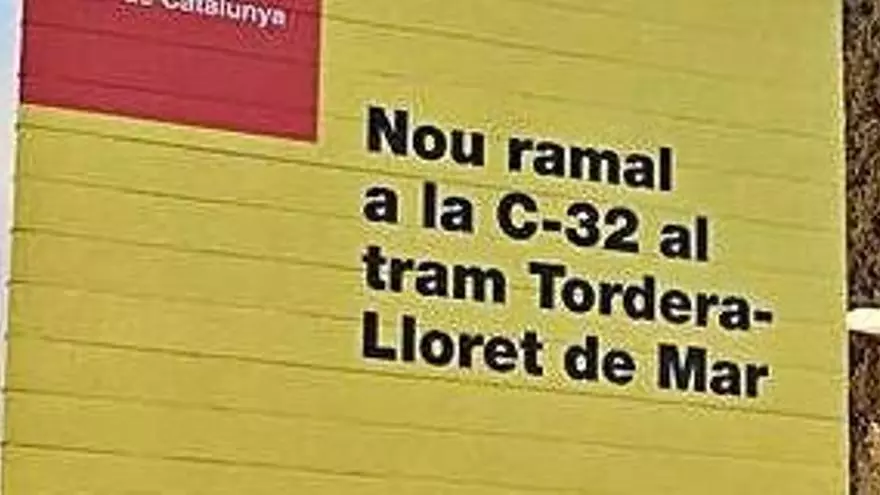 de Catalunya
Nou ramal
a la C-32 al
tram Tordera-
Lloret de Mar